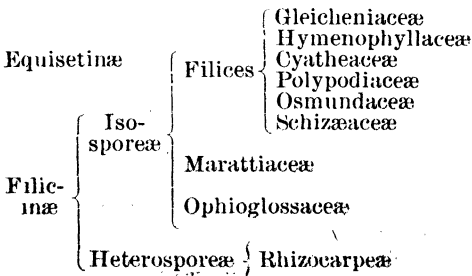 Gleicheniaceæ
Hymenophyllaceæ
Equisetinæ
Filices
Cyatheaceæ
Polypodiaceæ
Osmundaceæ
Schizæaceæ
Iso-
sporeæ
Marattiaceæ
Filic-
inæ
Ophioglossaceæ
Heterosporeæ
Rhizocarpeæ